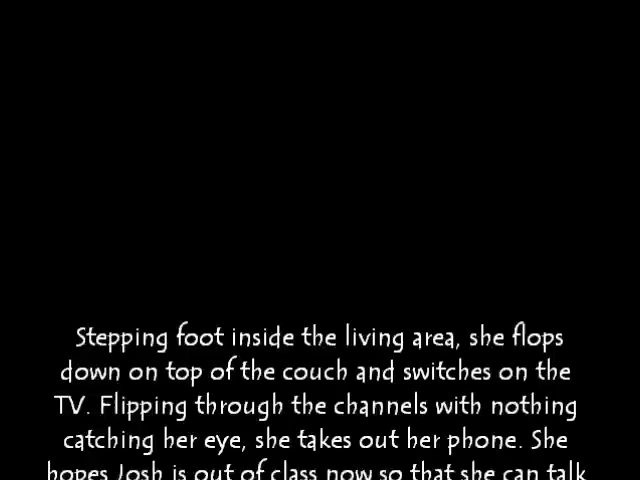 Stepping foot inside the living area, she flops
down on top of the couch and switches on the
TV. Flipping through the channels with nothing
catching her eye, she takes out her phone. She
hopes Josh is out of class now so that she can talk